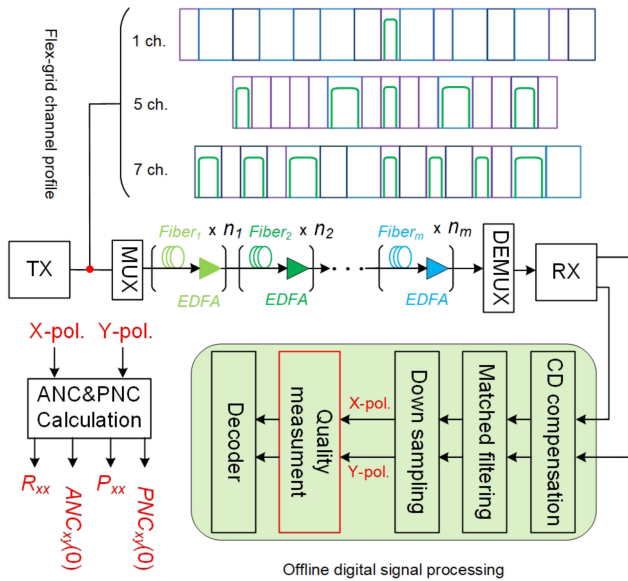 Flex-grid channel profile
1 ch.
5 ch.
7 ch.
TX
MUX
Fiber1 x n1
EDFA
Fiber2 x n2
EDFA
. . .
Fiberm x nm
EDFA
DEMUX
RX
X-pol. Y-pol.
ANC&PNC
Calculation
Rxx
ANCxy(0)
Pxx
PNCxy(0)
Decoder
Quality
measument
X-pol.
Y-pol.
Down sampling
Matched filtering
CD compensation
Offline digital signal processing